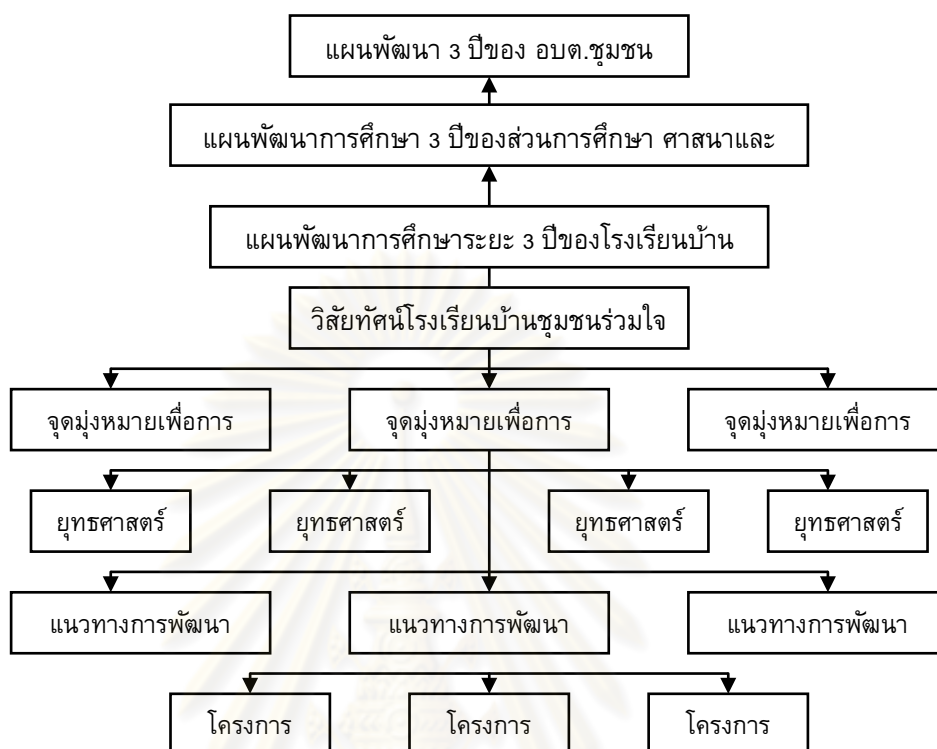 แผนพัฒนา 3 ปีของ อบต.ชุมชน
แผนพัฒนาการศึกษา 3 ปีของส่วนการศึกษา ศาสนาและ
แผนพัฒนาการศึกษาระยะ 3 ปีของโรงเรียนบ้าน
วิสัยทัศน์โรงเรียนบ้านชุมชนร่วมใจ
จุดมุ่งหมายเพื่อการ จุดมุ่งหมายเพื่อการ จุดมุ่งหมายเพื่อการ
ยุทธศาสตร์ ยุทธศาสตร์ ยุทธศาสตร์ ยุทธศาสตร์
แนวทางการพัฒนา แนวทางการพัฒนา แนวทางการพัฒนา
โครงการ โครงการ โครงการ